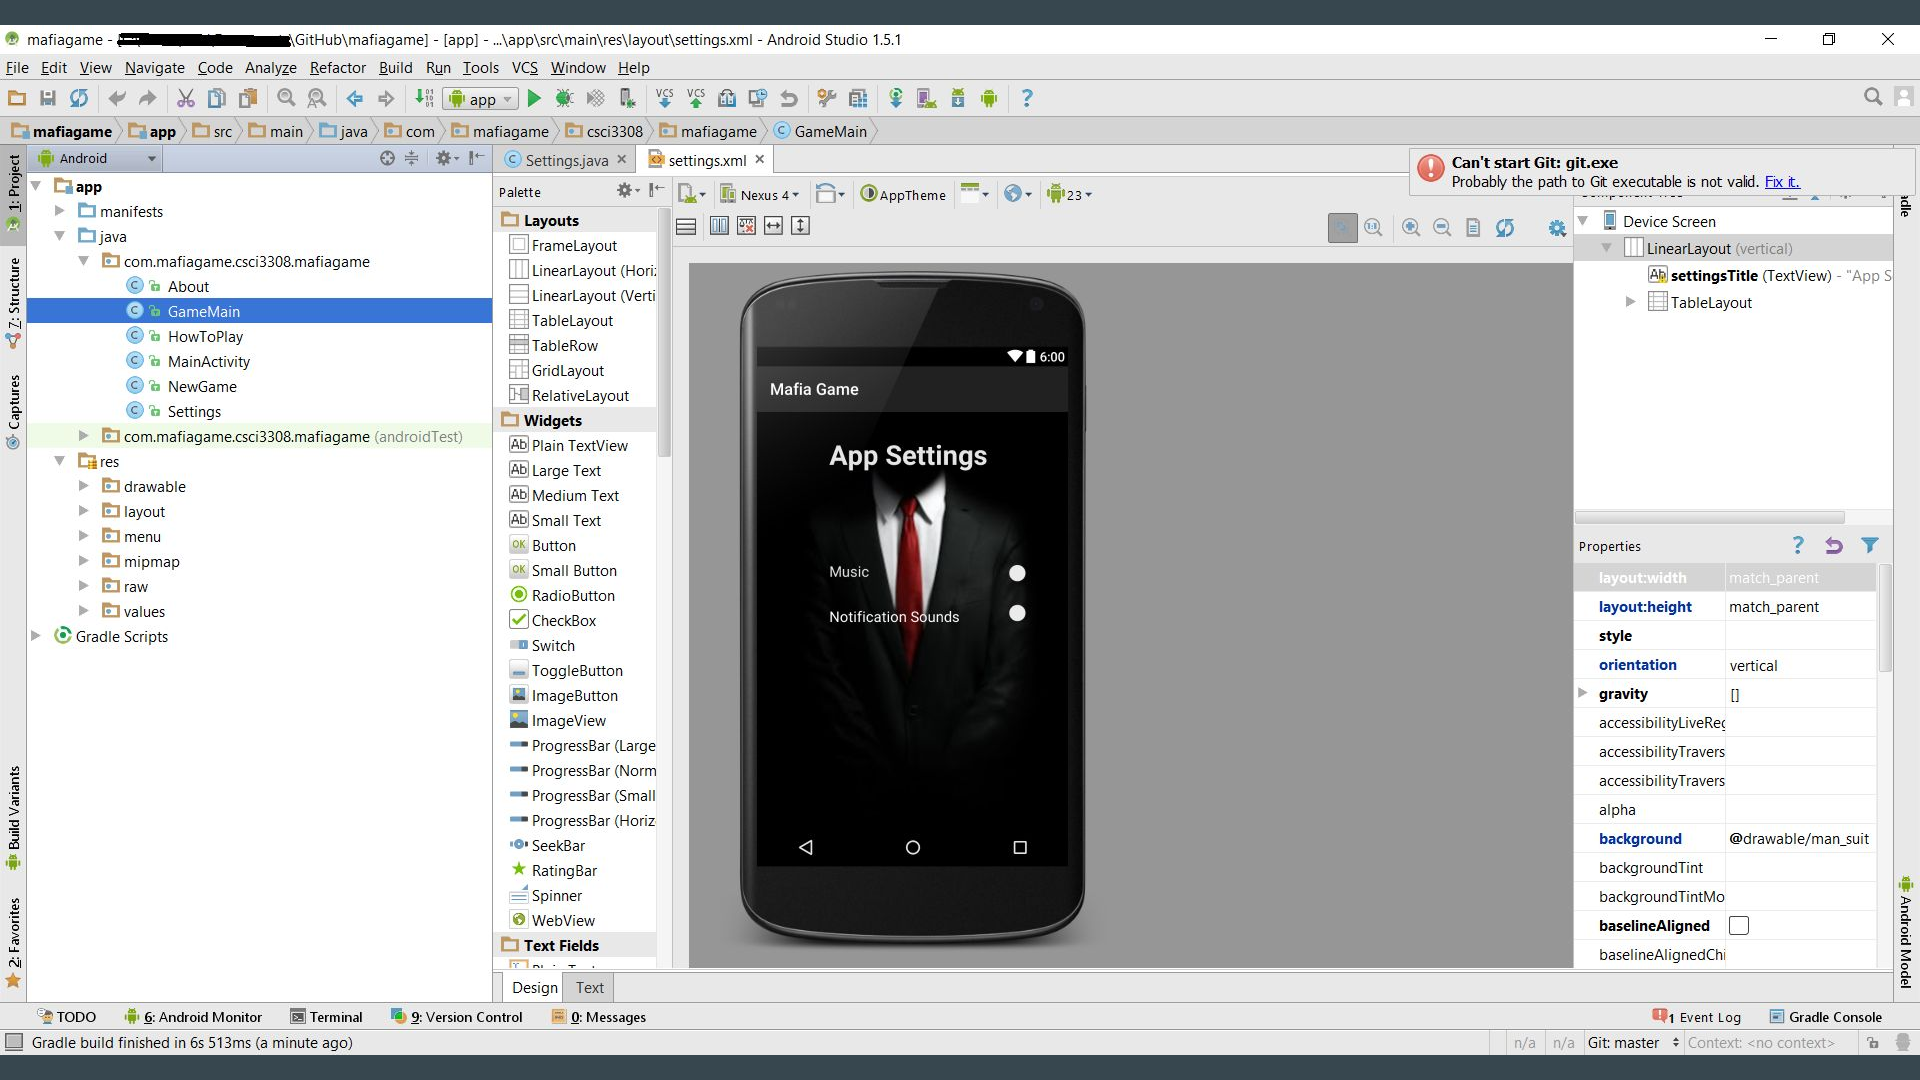 mafiagame - [
\GitHub\mafiagame] - [app] - ...\app\src\main\res\layout\settings.xml - Android Studio 1.5.1
File Edit View Navigate Code Analyze Refactor Build Run Tools VCS Window Help
app
VCS VCS
mafiagame app src main java com mafiagame csci3308 mafiagame GameMain
1: Project
7: Structure
Captures
Build Variants
2: Favorites
Android
app
manifests
java
com.mafiagame.csci3308.mafiagame
About
GameMain
HowToPlay
MainActivity
NewGame
Settings
com.mafiagame.csci3308.mafiagame (androidTest)
res
drawable
layout
menu
mipmap
raw
values
Gradle Scripts
Settings.java settings.xml
Palette
Layouts
FrameLayout
LinearLayout (Horiz
LinearLayout (Verti
TableLayout
TableRow
GridLayout
RelativeLayout
Widgets
Plain TextView
Large Text
Medium Text
Small Text
Button
Small Button
RadioButton
CheckBox
Switch
ToggleButton
ImageButton
ImageView
ProgressBar (Large
ProgressBar (Norm
ProgressBar (Small
ProgressBar (Horiz
SeekBar
RatingBar
Spinner
WebView
Text Fields
Nexus 4 AppTheme 23
6:00
Mafia Game
App Settings
Music
Notification Sounds
Design Text
Can't start Git: git.exe
Probably the path to Git executable is not valid. Fix it.
Device Screen
LinearLayout (vertical)
settingsTitle (TextView) - "App S
TableLayout
Properties
layout:width match_parent
layout:height match_parent
style
orientation vertical
gravity []
accessibilityLiveReg
accessibilityTravers
accessibilityTravers
alpha
background @drawable/man_suit
backgroundTint
backgroundTintMo
baselineAligned
baselineAlignedChi
Android Model
TODO 6: Android Monitor Terminal 9: Version Control 0: Messages 1 Event Log Gradle Console
Gradle build finished in 6s 513ms (a minute ago) n/a n/a Git: master Context: <no context>